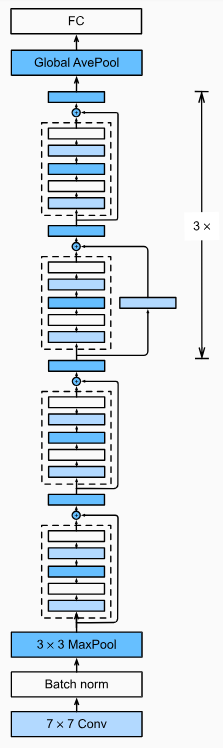 FC
Global AvePool
3 ×
3 × 3 MaxPool
Batch norm
7 × 7 Conv